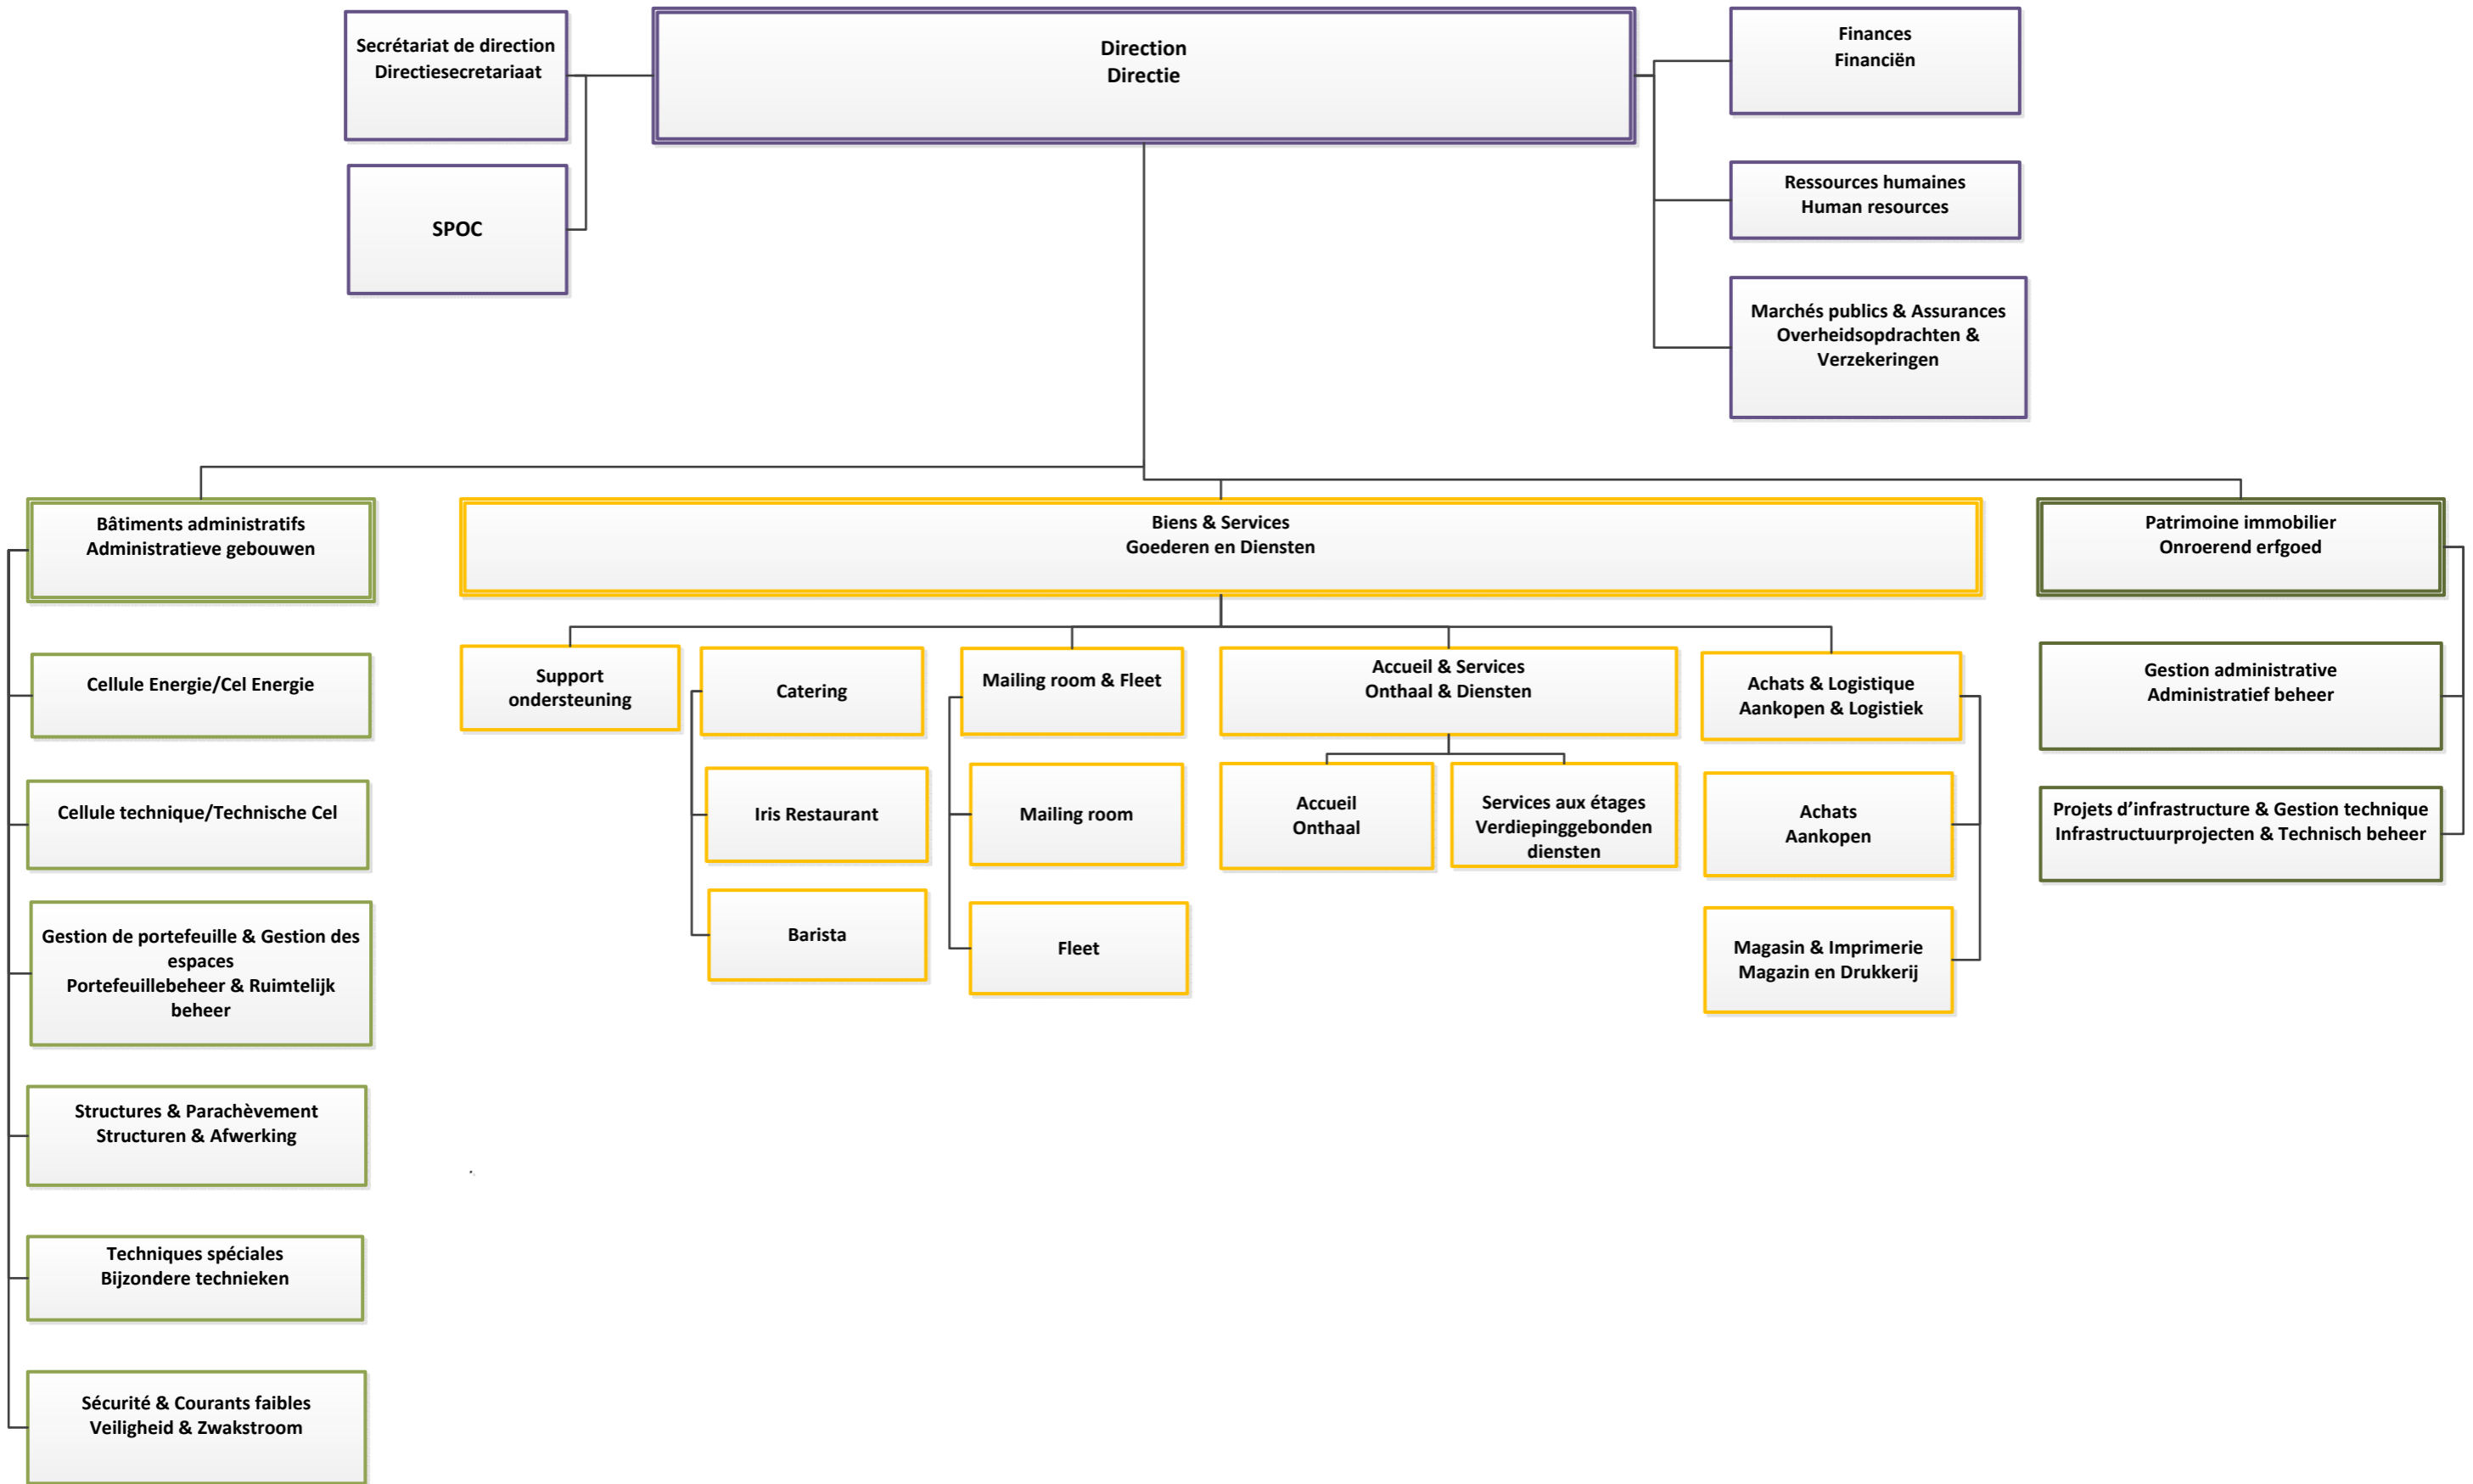 Secrétariat de direction
Directiesecretariaat
Direction
Directie
Finances
Financiën
SPOC
Ressources humaines
Human resources
Marchés publics & Assurances
Overheidsopdrachten &
Verzekeringen
Bâtiments administratifs
Administratieve gebouwen
Biens & Services
Goederen en Diensten
Patrimoine immobilier
Onroerend erfgoed
Cellule Energie/Cel Energie
Cellule technique/Technische Cel
Gestion de portefeuille & Gestion des
espaces
Portefeuillebeheer & Ruimtelijk
beheer
Structures & Parachèvement
Structuren & Afwerking
Techniques spéciales
Bijzondere technieken
Sécurité & Courants faibles
Veiligheid & Zwakstroom
Support
ondersteuning
Catering
Iris Restaurant
Barista
Mailing room & Fleet
Mailing room
Fleet
Accueil & Services
Onthaal & Diensten
Accueil
Onthaal
Services aux étages
Verdiepinggebonden
diensten
Achats & Logistique
Aankopen & Logistiek
Achats
Aankopen
Magasin & Imprimerie
Magazin en Drukkerij
Gestion administrative
Administratief beheer
Projets d’infrastructure & Gestion technique
Infrastructuurprojecten & Technisch beheer